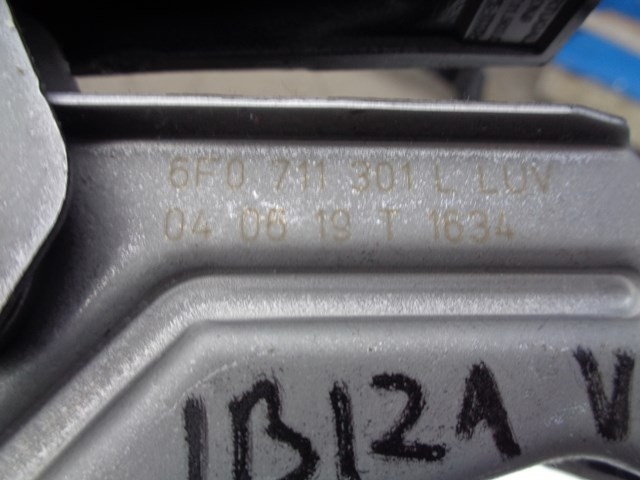 6F0 711 301 L LUV
04 06 19 T 1634
IBIZA V